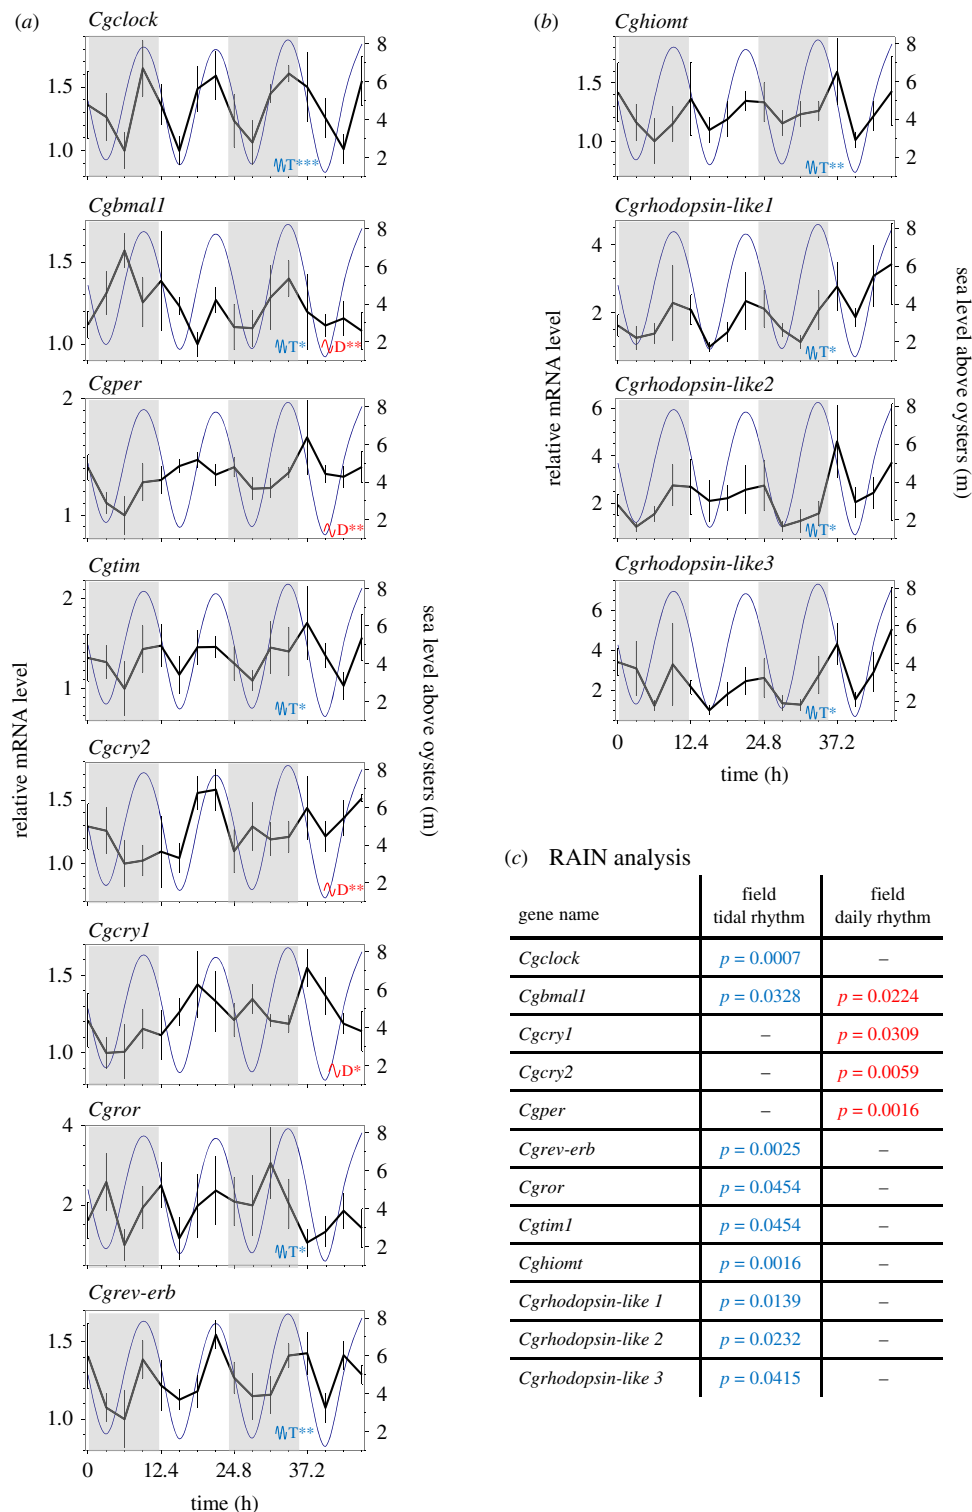 (a)
Cgclock
1.5
1.0
8
6
4
2
T***
Cgbmal1
1.5
1.0
8
6
4
2
T*
D**
Cgper
2
1
8
6
4
2
D**
Cgtim
2
1
8
6
4
2
T*
Cgcry2
1.5
1.0
8
6
4
2
D**
Cgcry1
1.5
1.0
8
6
4
2
D*
Cgror
4
2
8
6
4
2
T*
Cgrev-erb
1.5
1.0
8
6
4
2
T**
0 12.4 24.8 37.2
time (h)
relative mRNA level
sea level above oysters (m)
(b)
Cghiomt
1.5
1.0
8
6
4
2
T**
Cgrhodopsin-like1
4
2
8
6
4
2
T*
Cgrhodopsin-like2
6
4
2
8
6
4
2
T*
Cgrhodopsin-like3
6
4
2
8
6
4
2
T*
0 12.4 24.8 37.2
time (h)
relative mRNA level
sea level above oysters (m)
(c) RAIN analysis
gene name field tidal rhythm field daily rhythm
Cgclock p = 0.0007 –
Cgbmal1 p = 0.0328 p = 0.0224
Cgcry1 – p = 0.0309
Cgcry2 – p = 0.0059
Cgper – p = 0.0016
Cgrev-erb p = 0.0025 –
Cgror p = 0.0454 –
Cgtim1 p = 0.0454 –
Cghiomt p = 0.0016 –
Cgrhodopsin-like 1 p = 0.0139 –
Cgrhodopsin-like 2 p = 0.0232 –
Cgrhodopsin-like 3 p = 0.0415 –